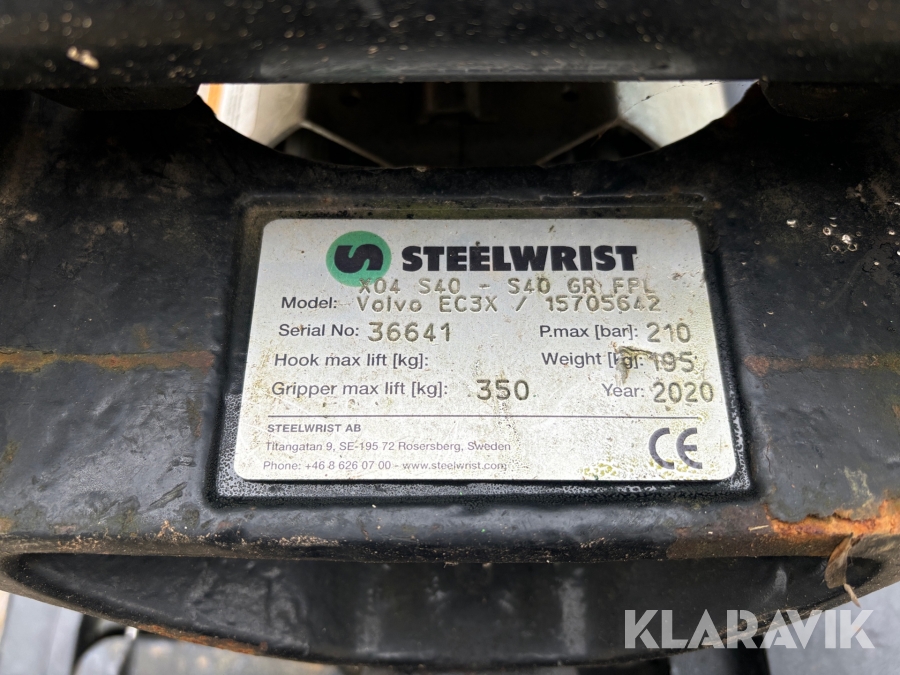 STEELWRIST
X04 S40 - S40 GR FPL
Model: Volvo EC3X / 15705642
Serial No: 36641 P.max [bar]: 210
Hook max lift [kg]: Weight [kg]: 195
Gripper max lift [kg]: 350 Year: 2020
STEELWRIST AB
Titangatan 9, SE-195 72 Rosersberg, Sweden
Phone: +46 8 626 07 00 - www.steelwrist.com
CE
KLARAVIK